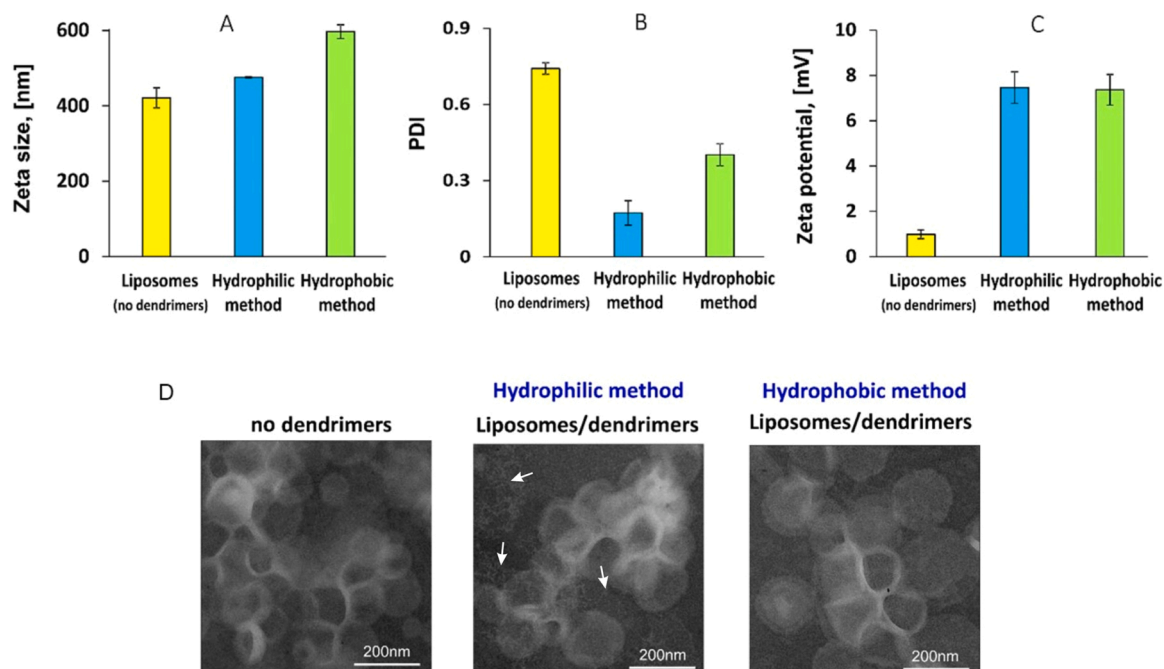 A
Zeta size, [nm]
600
400
200
0
Liposomes
(no dendrimers)
Hydrophilic
method
Hydrophobic
method
B
PDI
0.9
0.6
0.3
0
Liposomes
(no dendrimers)
Hydrophilic
method
Hydrophobic
method
C
Zeta potential, [mV]
10
8
6
4
2
0
Liposomes
(no dendrimers)
Hydrophilic
method
Hydrophobic
method
D
no dendrimers
200nm
Hydrophilic method
Liposomes/dendrimers
200nm
Hydrophobic method
Liposomes/dendrimers
200nm